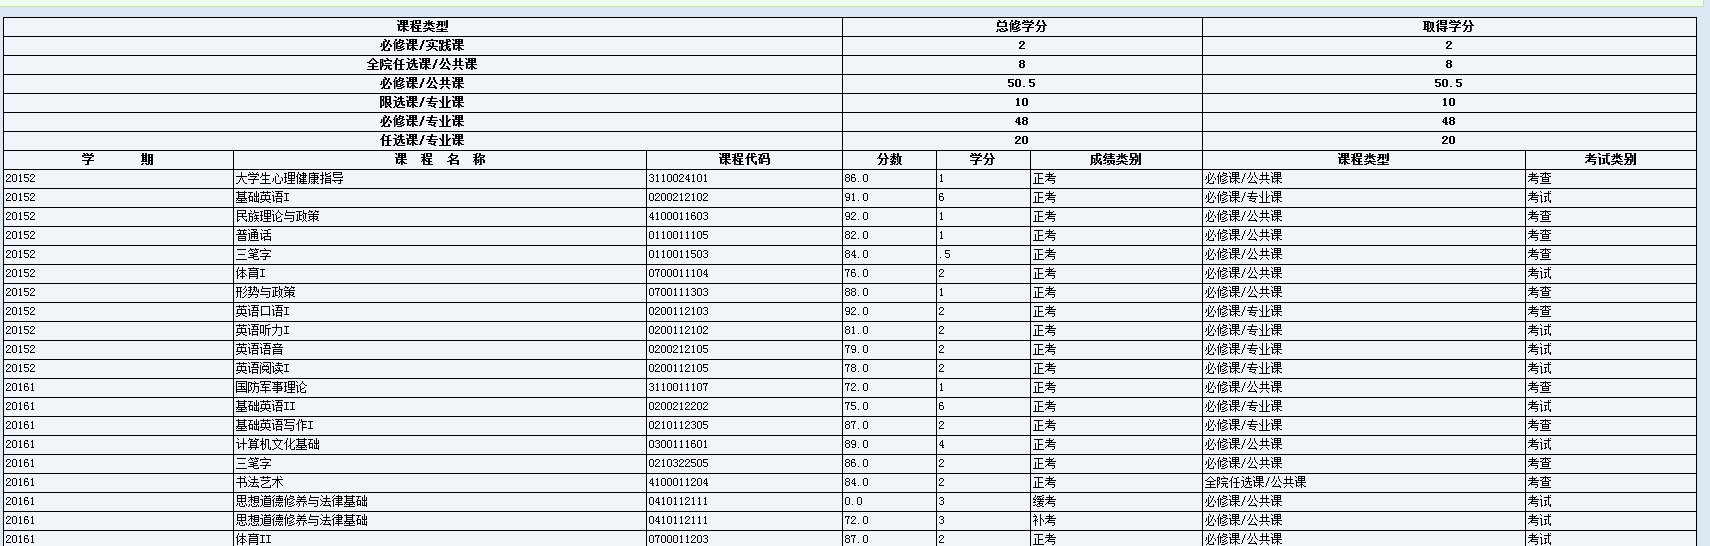 课程类型 总修学分 取得学分
必修课/实践课 2 2
全院任选课/公共课 8 8
必修课/公共课 50.5 50.5
限选课/专业课 10 10
必修课/专业课 48 48
任选课/专业课 20 20
学 期 课 程 名 称 课程代码 分数 学分 成绩类别 课程类型 考试类别
20152 大学生心理健康指导 3110024101 86.0 1 正考 必修课/公共课 考查
20152 基础英语I 0200212102 91.0 6 正考 必修课/专业课 考试
20152 民族理论与政策 4100011603 92.0 1 正考 必修课/公共课 考查
20152 普通话 0110011105 82.0 1 正考 必修课/公共课 考查
20152 三笔字 0110011503 84.0 .5 正考 必修课/公共课 考查
20152 体育I 0700011104 76.0 2 正考 必修课/公共课 考试
20152 形势与政策 0700111303 88.0 1 正考 必修课/公共课 考查
20152 英语口语I 0200112103 92.0 2 正考 必修课/专业课 考查
20152 英语听力I 0200112102 81.0 2 正考 必修课/专业课 考试
20152 英语语音 0200212105 79.0 2 正考 必修课/专业课 考试
20152 英语阅读I 0200112105 78.0 2 正考 必修课/专业课 考试
20161 国防军事理论 3110011107 72.0 1 正考 必修课/公共课 考查
20161 基础英语II 0200212202 75.0 6 正考 必修课/专业课 考试
20161 基础英语写作I 0210112305 87.0 2 正考 必修课/专业课 考查
20161 计算机文化基础 0300111601 89.0 4 正考 必修课/公共课 考试
20161 三笔字 0210322505 86.0 2 正考 必修课/公共课 考查
20161 书法艺术 4100011204 84.0 2 正考 全院任选课/公共课 考查
20161 思想道德修养与法律基础 0410112111 0.0 3 缓考 必修课/公共课 考试
20161 思想道德修养与法律基础 0410112111 72.0 3 补考 必修课/公共课 考试
20161 体育II 0700011203 87.0 2 正考 必修课/公共课 考试